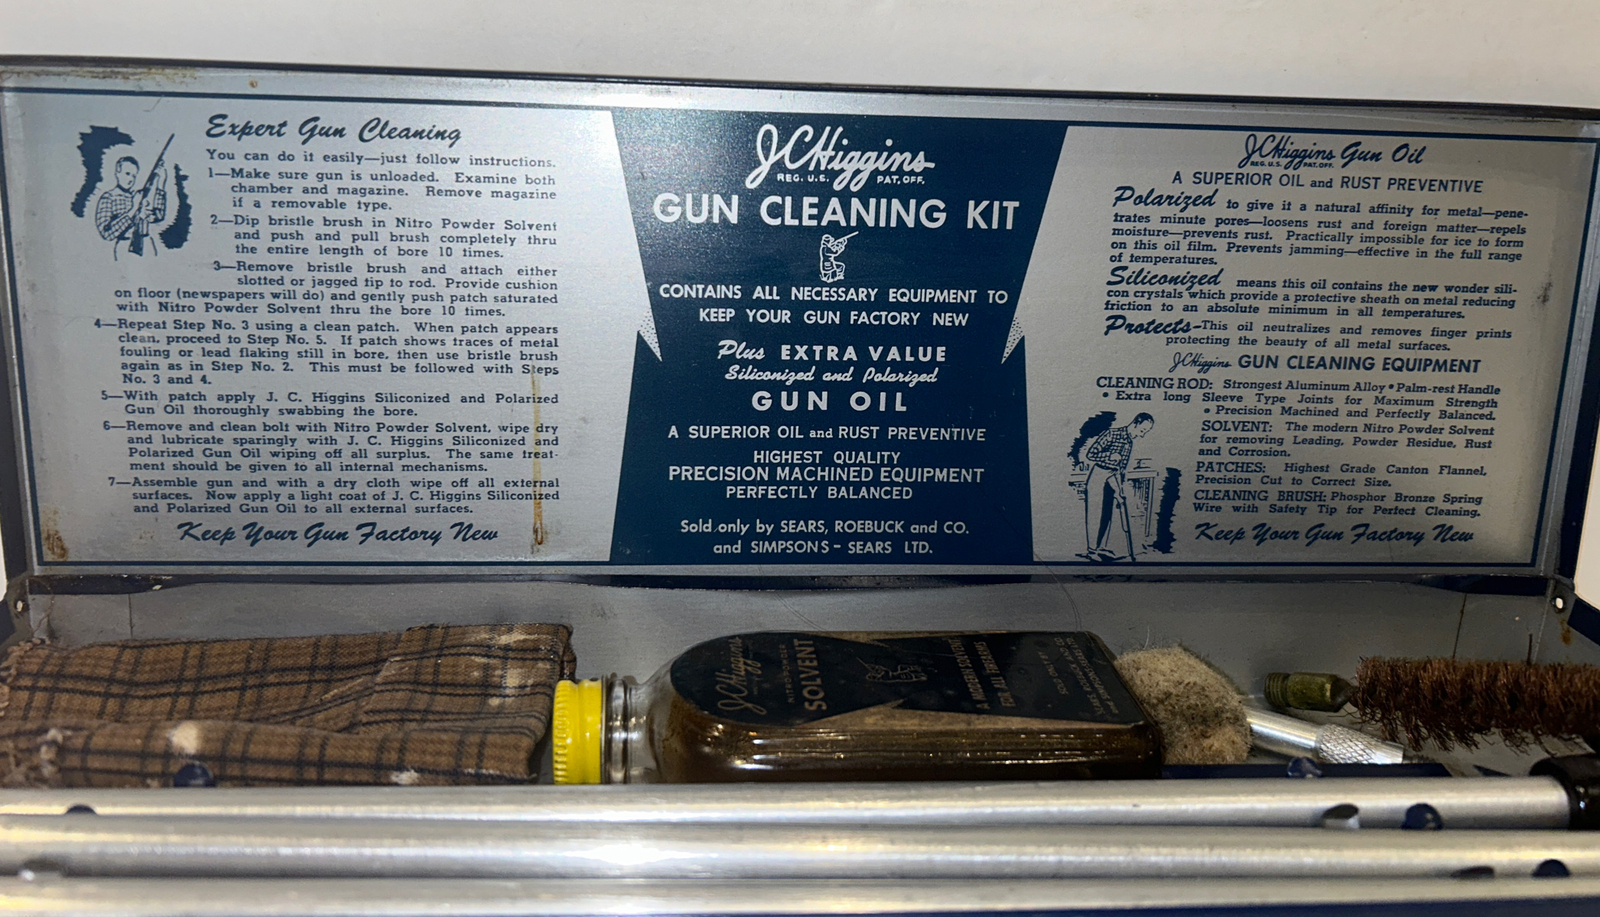 Expert Gun Cleaning
You can do it easily—just follow instructions.
1—Make sure gun is unloaded. Examine both
chamber and magazine. Remove magazine
if a removable type.
2—Dip bristle brush in Nitro Powder Solvent
and push and pull brush completely thru
the entire length of bore 10 times.
3—Remove bristle brush and attach either
slotted or jagged tip to rod. Provide cushion
on floor (newspapers will do) and gently push patch saturated
with Nitro Powder Solvent thru the bore 10 times.
4—Repeat Step No. 3 using a clean patch. When patch appears
clean, proceed to Step No. 5. If patch shows traces of metal
fouling or lead flaking still in bore, then use bristle brush
again as in Step No. 2. This must be followed with Steps
No. 3 and 4.
5—With patch apply J. C. Higgins Siliconized and Polarized
Gun Oil thoroughly swabbing the bore.
6—Remove and clean bolt with Nitro Powder Solvent, wipe dry
and lubricate sparingly with J. C. Higgins Siliconized and
Polarized Gun Oil wiping off all surplus. The same treat-
ment should be given to all internal mechanisms.
7—Assemble gun and with a dry cloth wipe off all external
surfaces. Now apply a light coat of J. C. Higgins Siliconized
and Polarized Gun Oil to all external surfaces.
Keep Your Gun Factory New
JCHiggins
REG. U.S. PAT. OFF.
GUN CLEANING KIT
CONTAINS ALL NECESSARY EQUIPMENT TO
KEEP YOUR GUN FACTORY NEW
Plus EXTRA VALUE
Siliconized and Polarized
GUN OIL
A SUPERIOR OIL and RUST PREVENTIVE
HIGHEST QUALITY
PRECISION MACHINED EQUIPMENT
PERFECTLY BALANCED
Sold only by SEARS, ROEBUCK and CO.
and SIMPSONS - SEARS LTD.
JCHiggins Gun Oil
REG. U.S. PAT. OFF.
A SUPERIOR OIL and RUST PREVENTIVE
Polarized to give it a natural affinity for metal—pene-
trates minute pores—loosens rust and foreign matter—repels
moisture—prevents rust. Practically impossible for ice to form
on this oil film. Prevents jamming—effective in the full range
of temperatures.
Siliconized means this oil contains the new wonder sili-
con crystals which provide a protective sheath on metal reducing
friction to an absolute minimum in all temperatures.
Protects—This oil neutralizes and removes finger prints
protecting the beauty of all metal surfaces.
JCHiggins GUN CLEANING EQUIPMENT
CLEANING ROD: Strongest Aluminum Alloy • Palm-rest Handle
• Extra long Sleeve Type Joints for Maximum Strength
• Precision Machined and Perfectly Balanced.
SOLVENT: The modern Nitro Powder Solvent
for removing Leading, Powder Residue, Rust
and Corrosion.
PATCHES: Highest Grade Canton Flannel,
Precision Cut to Correct Size.
CLEANING BRUSH: Phosphor Bronze Spring
Wire with Safety Tip for Perfect Cleaning.
Keep Your Gun Factory New
JCHiggins
NITRO POWDER
SOLVENT
A MODERN SOLVENT
FOR ALL FIREARMS